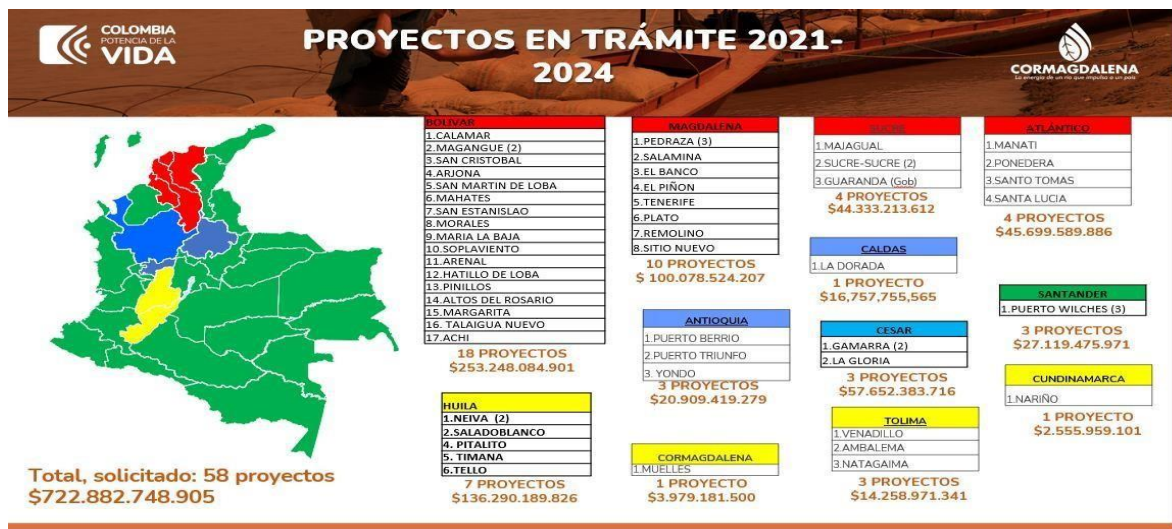 COLOMBIA
POTENCIA DE LA
VIDA
PROYECTOS EN TRÁMITE 2021-
2024
CORMAGDALENA
La energía de un río que impulsa a un país
BOLIVAR
1.CALAMAR
2.MAGANGUE (2)
3.SAN CRISTOBAL
4.ARJONA
5.SAN MARTIN DE LOBA
6.MAHATES
7.SAN ESTANISLAO
8.MORALES
9.MARIA LA BAJA
10.SOPLAVIENTO
11.ARENAL
12.HATILLO DE LOBA
13.PINILLOS
14.ALTOS DEL ROSARIO
15.MARGARITA
16. TALAIGUA NUEVO
17.ACHI
18 PROYECTOS
$253.248.084.901
MAGDALENA
1.PEDRAZA (3)
2.SALAMINA
3.EL BANCO
4.EL PIÑON
5.TENERIFE
6.PLATO
7.REMOLINO
8.SITIO NUEVO
10 PROYECTOS
$ 100.078.524.207
SUCRE
1.MAJAGUAL
2.SUCRE-SUCRE (2)
3.GUARANDA (Gob)
4 PROYECTOS
$44.333.213.612
ATLÁNTICO
1.MANATI
2.PONEDERA
3.SANTO TOMAS
4.SANTA LUCIA
4 PROYECTOS
$45.699.589.886
CALDAS
1.LA DORADA
1 PROYECTO
$16,757,755,565
ANTIOQUIA
1.PUERTO BERRIO
2.PUERTO TRIUNFO
3. YONDO
3 PROYECTOS
$20.909.419.279
CESAR
1.GAMARRA (2)
2.LA GLORIA
3 PROYECTOS
$57.652.383.716
SANTANDER
1.PUERTO WILCHES (3)
3 PROYECTOS
$27.119.475.971
HUILA
1.NEIVA (2)
2.SALADOBLANCO
4. PITALITO
5. TIMANA
6.TELLO
7 PROYECTOS
$136.290.189.826
CORMAGDALENA
1.MUELLES
1 PROYECTO
$3.979.181.500
TOLIMA
1.VENADILLO
2.AMBALEMA
3.NATAGAIMA
3 PROYECTOS
$14.258.971.341
CUNDINAMARCA
1.NARIÑO
1 PROYECTO
$2.555.959.101
Total, solicitado: 58 proyectos
$722.882.748.905